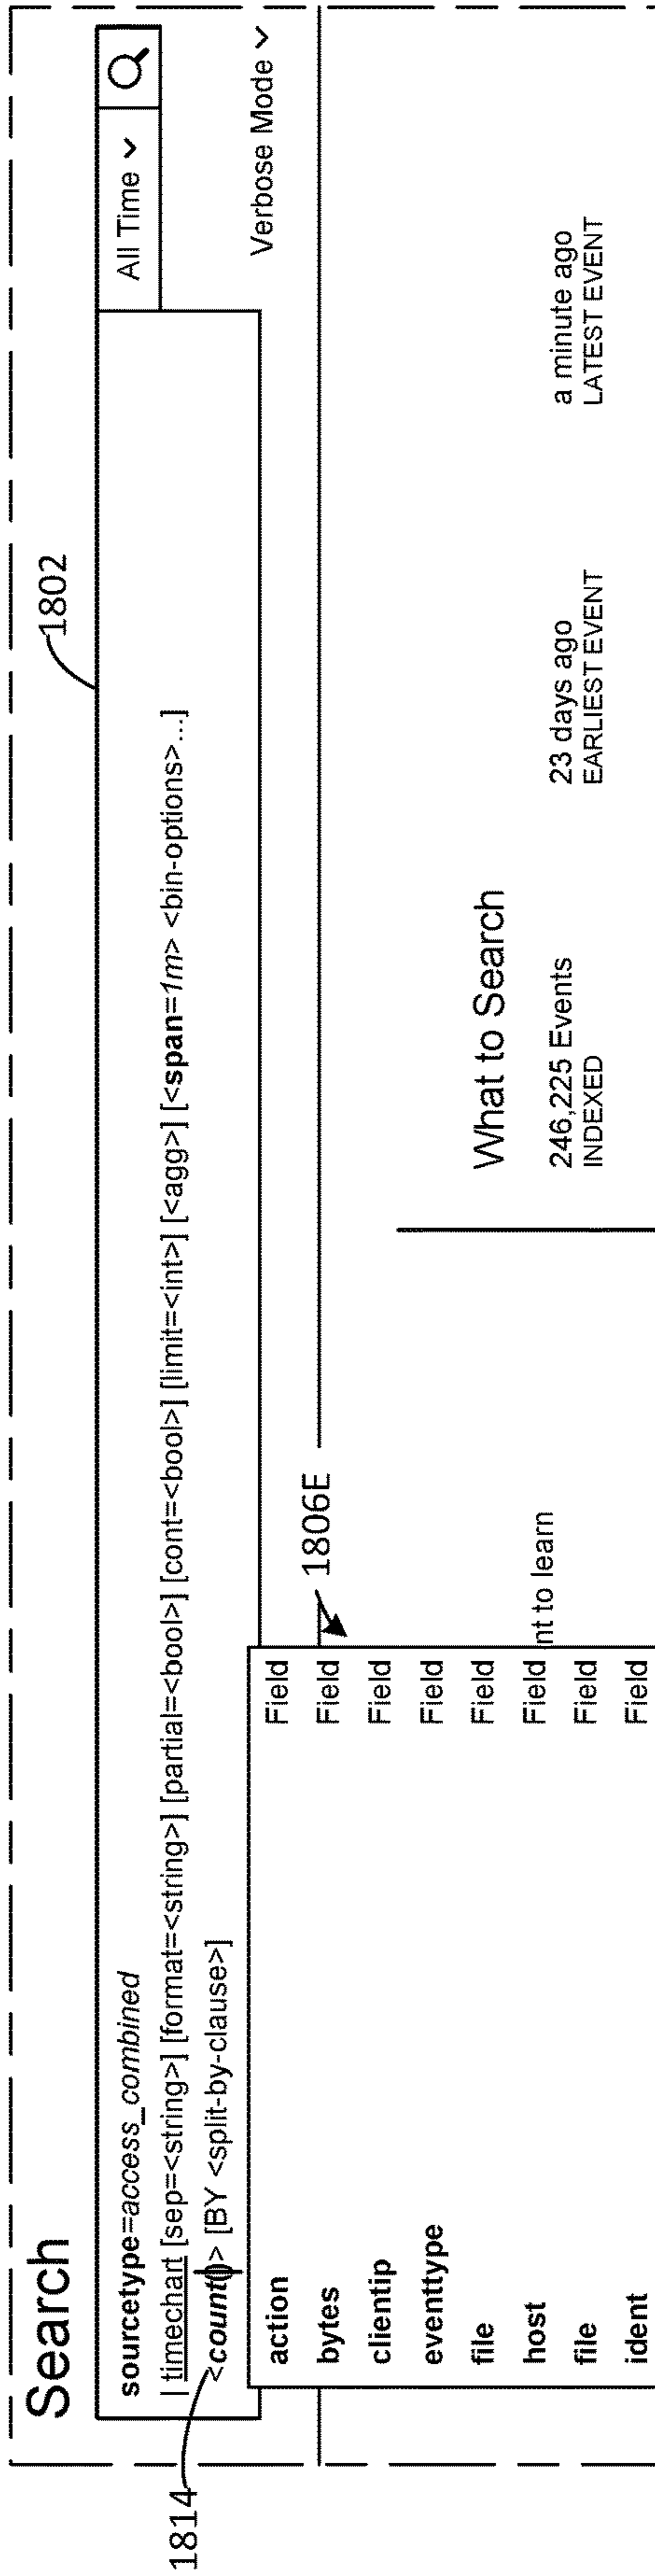 Search
1802
sourcetype=access_combined
All Time
| timechart [sep=<string>] [format=<string>] [partial=<bool>] [cont=<bool>] [limit=<int>] [<agg>] [<span=1m> <bin-options>...]
<count()> [BY <split-by-clause>]
1814
Verbose Mode
1806E
action Field
bytes Field
clientip Field
eventtype Field
file Field
host Field
file Field
ident Field
nt to learn
What to Search
246,225 Events
INDEXED
23 days ago
EARLIEST EVENT
a minute ago
LATEST EVENT